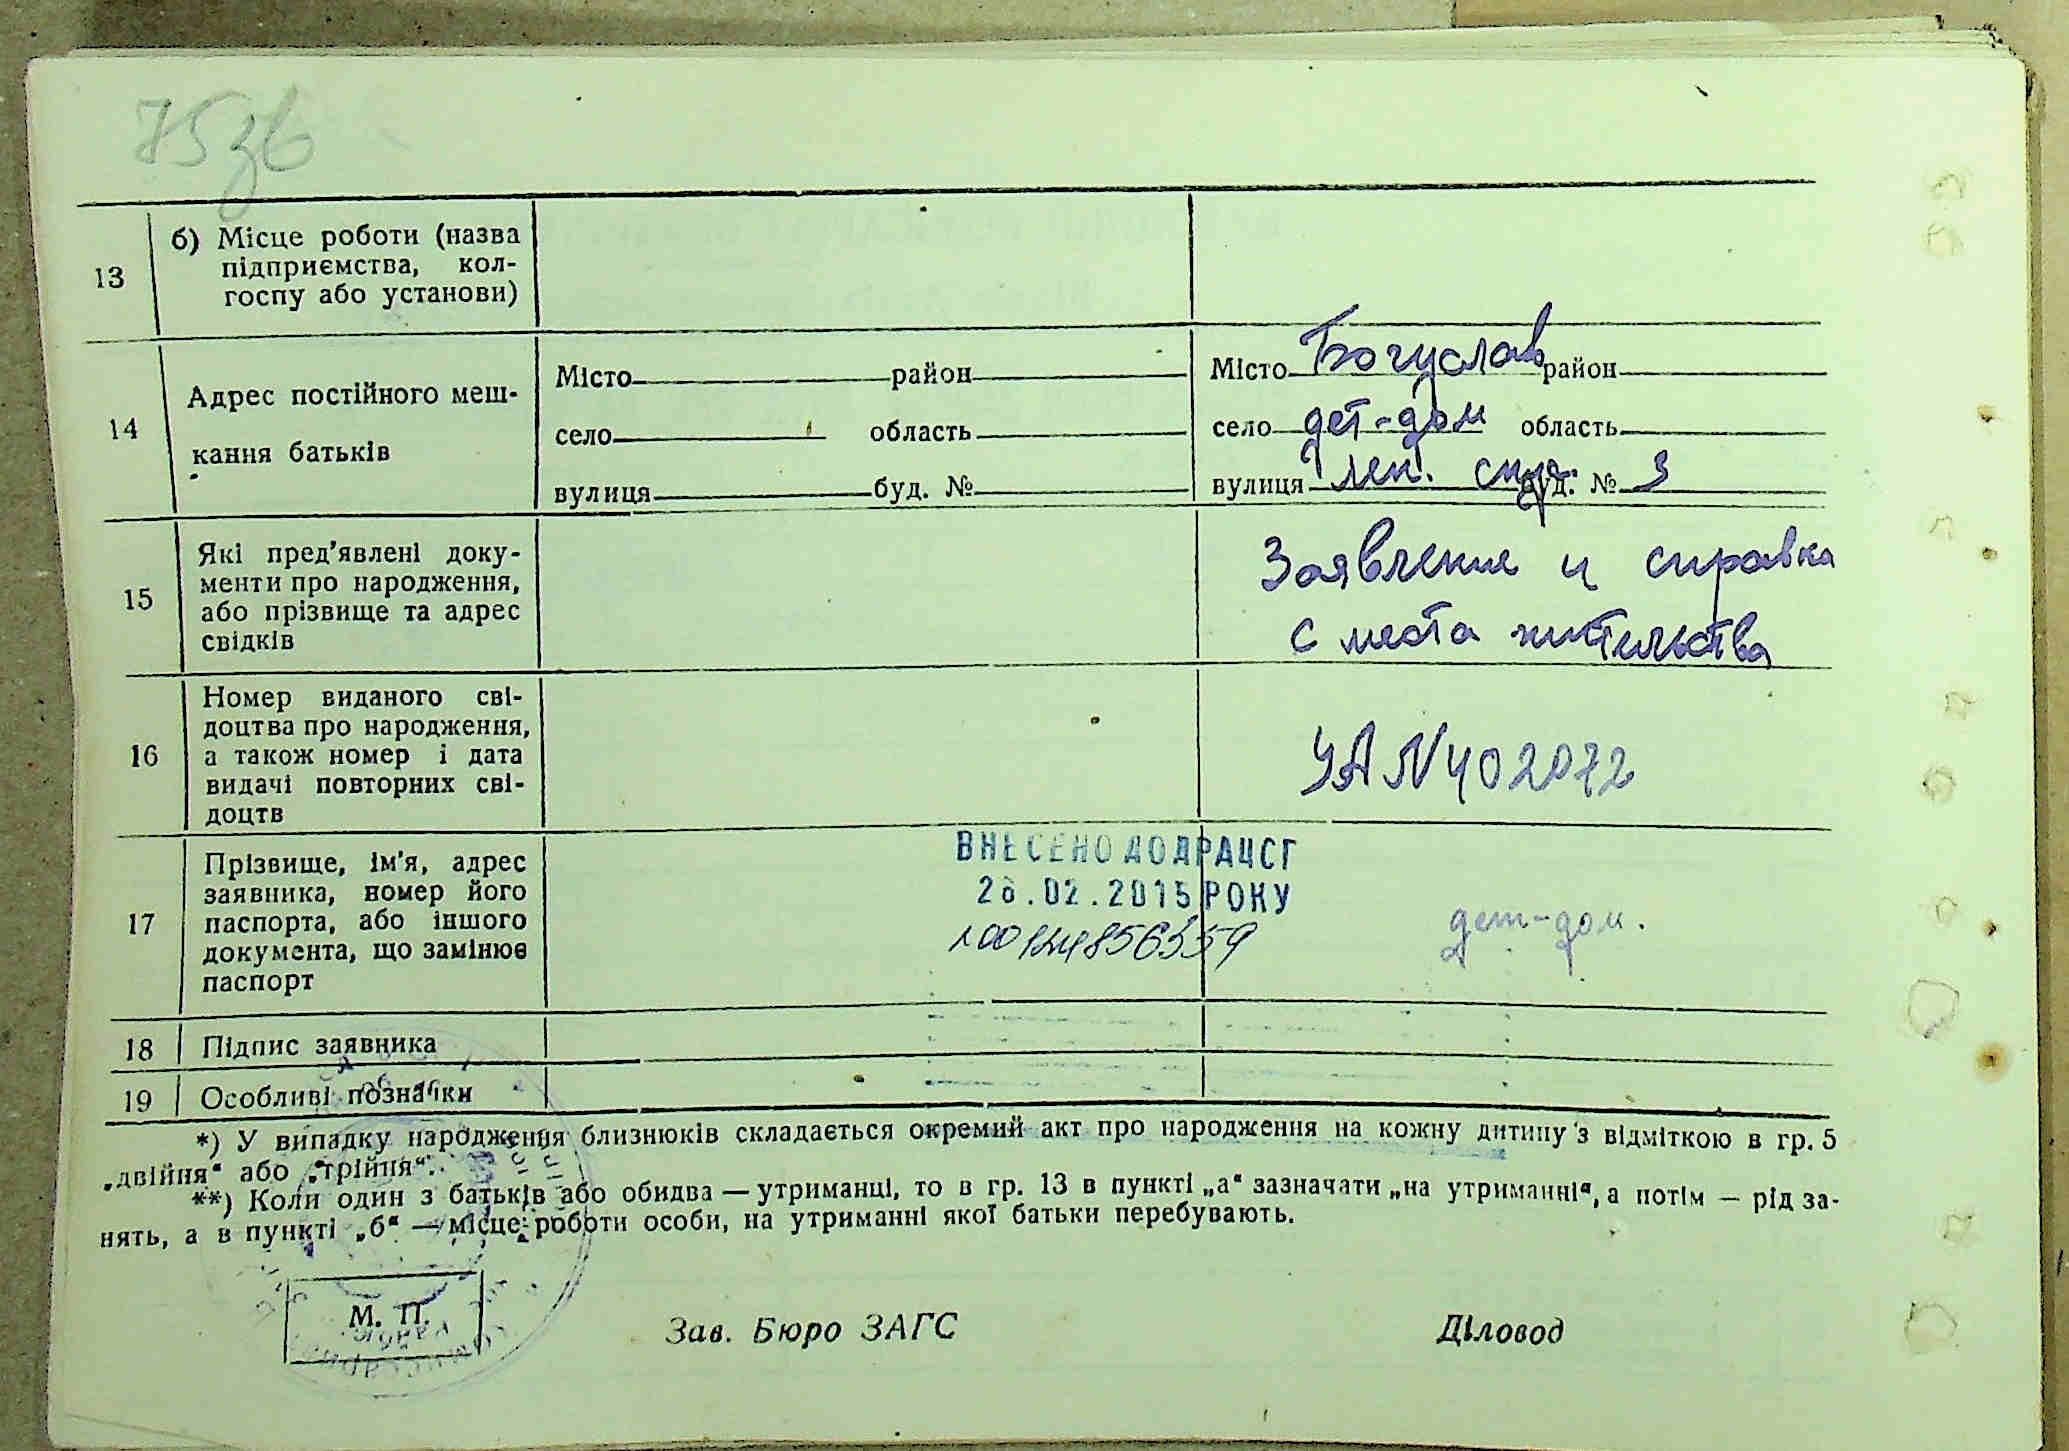 75зв
13
б) Місце роботи (назва
підприємства, кол-
госпу або установи)
14
Адрес постійного меш-
кання батьків
Місто район
село область
вулиця буд. №
Місто Богуслав район
село дет-дом область
вулиця лен. буд. № 3
15
Які пред'явлені доку-
менти про народження,
або прізвище та адрес
свідків
Заявление и справка
с места жительства
16
Номер виданого сві-
доцтва про народження,
а також номер і дата
видачі повторних сві-
доцтв
УА N 402072
17
Прізвище, ім'я, адрес
заявника, номер його
паспорта, або іншого
документа, що замінює
паспорт
ВНЕСЕНО ДО ДРАЦСГ
26.02.2015 РОКУ
дет-дом.
18 Підпис заявника
19 Особливі позначки
*) У випадку народження близнюків складається окремий акт про народження на кожну дитину з відміткою в гр. 5
„двійня“ або „трійня“.
**) Коли один з батьків або обидва — утриманці, то в гр. 13 в пункті „а“ зазначати „на утриманні“, а потім — рід за-
нять, а в пункті „б“ — місце роботи особи, на утриманні якої батьки перебувають.
М. П.
Зав. Бюро ЗАГС
Діловод